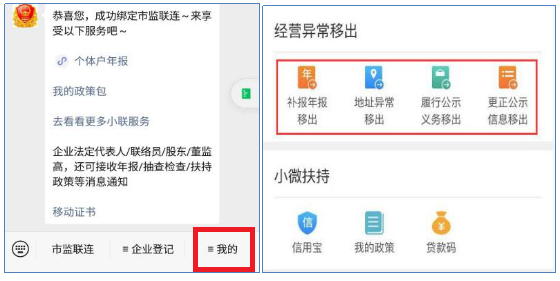 恭喜您，成功绑定市监联连～来享
受以下服务吧～
个体户年报
我的政策包
去看看更多小联服务
企业法定代表人/联络员/股东/董监
高，还可接收年报/抽查检查/扶持
政策等消息通知
移动证书
市监联连
≡ 企业登记
≡ 我的
经营异常移出
年
补报年报
移出
地址异常
移出
履行公示
义务移出
更正公示
信息移出
小微扶持
信
信用宝
我的政策
¥
贷款码